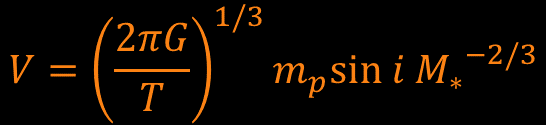 V = (2πG / T)^{1/3} m_p sin i M_*^{-2/3}